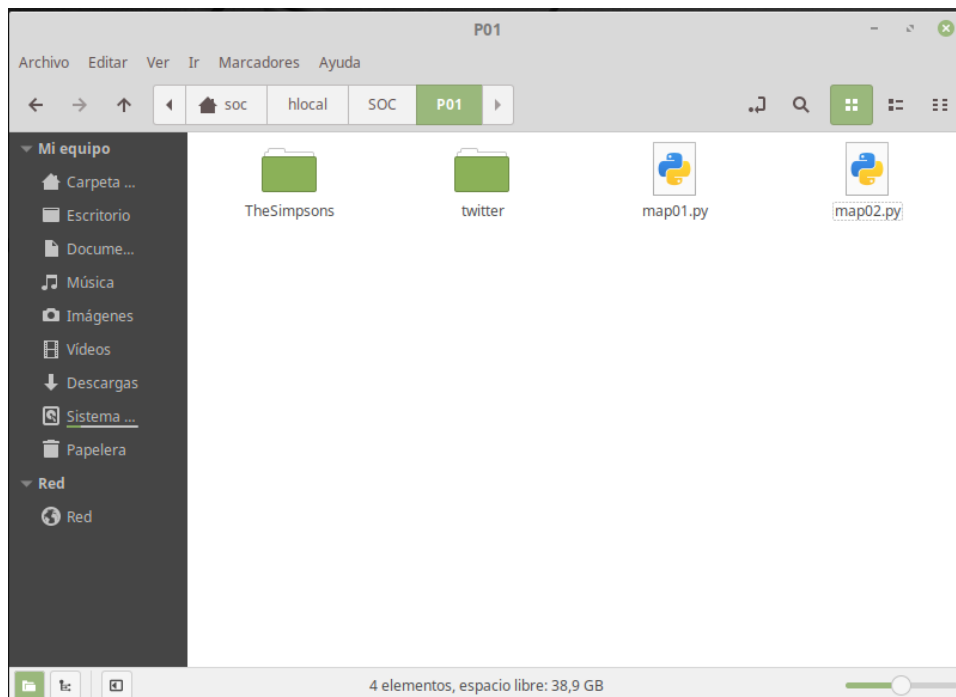 P01
Archivo Editar Ver Ir Marcadores Ayuda
soc hlocal SOC P01
Mi equipo
Carpeta ...
Escritorio
Docume...
Música
Imágenes
Vídeos
Descargas
Sistema ...
Papelera
Red
Red
TheSimpsons twitter map01.py map02.py
4 elementos, espacio libre: 38,9 GB